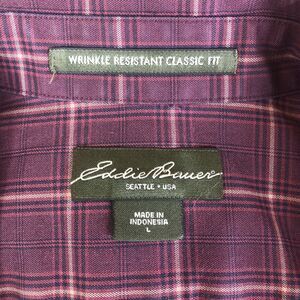 WRINKLE RESISTANT CLASSIC FIT
Eddie Bauer
SEATTLE • USA
MADE IN
INDONESIA
L